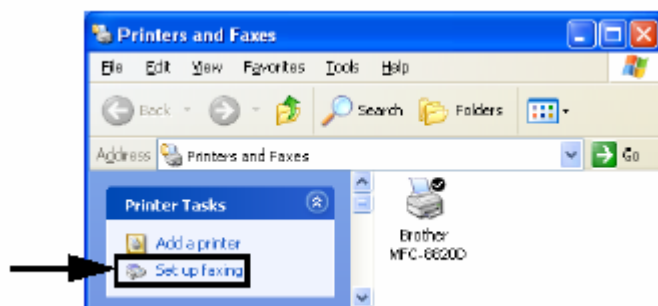 Printers and Faxes
File Edit View Favorites Tools Help
Back Search Folders
Address Printers and Faxes Go
Printer Tasks
Add a printer
Set up faxing
Brother
MFC-8820D